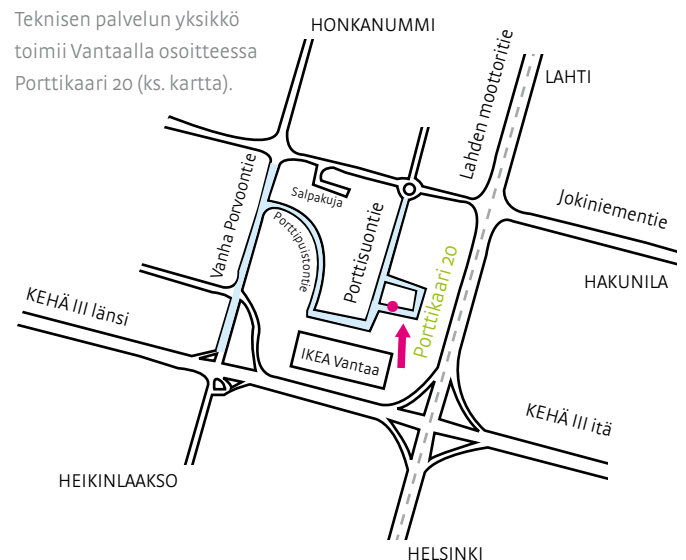 Teknisen palvelun yksikkö
toimii Vantaalla osoitteessa
Porttikaari 20 (ks. kartta).
HONKANUMMI
LAHTI
Lahden moottoritie
Vanha Porvoontie
Salpakuja
Porttipuistontie
Porttisuontie
Jokiniementie
HAKUNILA
KEHÄ III länsi
Porttikaari 20
IKEA Vantaa
KEHÄ III itä
HEIKINLAAKSO
HELSINKI